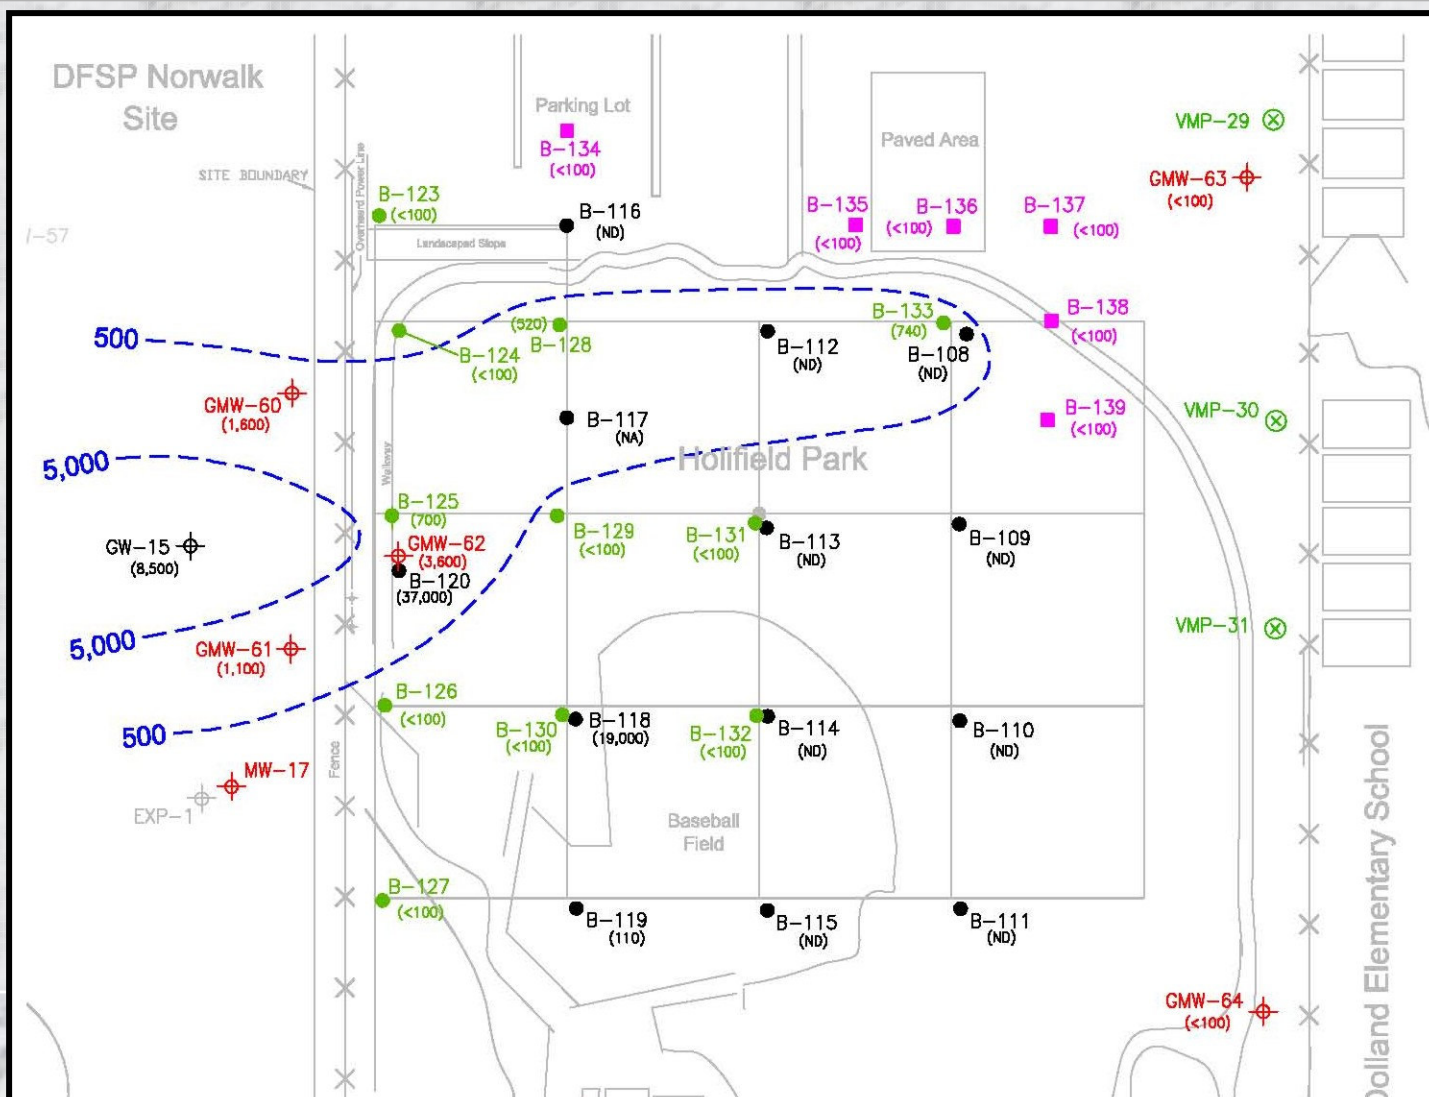 DFSP Norwalk
Site
SITE BOUNDARY
Overheard Power Line
Parking Lot
B-134
(<100)
Paved Area
VMP-29
GMW-63
(<100)
B-123
(<100)
B-116
(ND)
Landscaped Slope
B-135
(<100)
B-136
(<100)
B-137
(<100)
I-57
500
B-124
(<100)
(520)
B-128
B-112
(ND)
B-133
(740)
B-108
(ND)
B-138
(<100)
GMW-60
(1,600)
B-117
(NA)
B-139
(<100)
VMP-30
5,000
Walkway
Holifield Park
B-125
(700)
GMW-62
(3,600)
B-120
(37,000)
B-129
(<100)
B-131
(<100)
B-113
(ND)
B-109
(ND)
GW-15
(8,500)
5,000
GMW-61
(1,100)
VMP-31
500
B-126
(<100)
B-130
(<100)
B-118
(19,000)
B-132
(<100)
B-114
(ND)
B-110
(ND)
Fence
MW-17
EXP-1
Baseball
Field
B-127
(<100)
B-119
(110)
B-115
(ND)
B-111
(ND)
GMW-64
(<100)
Dolland Elementary School